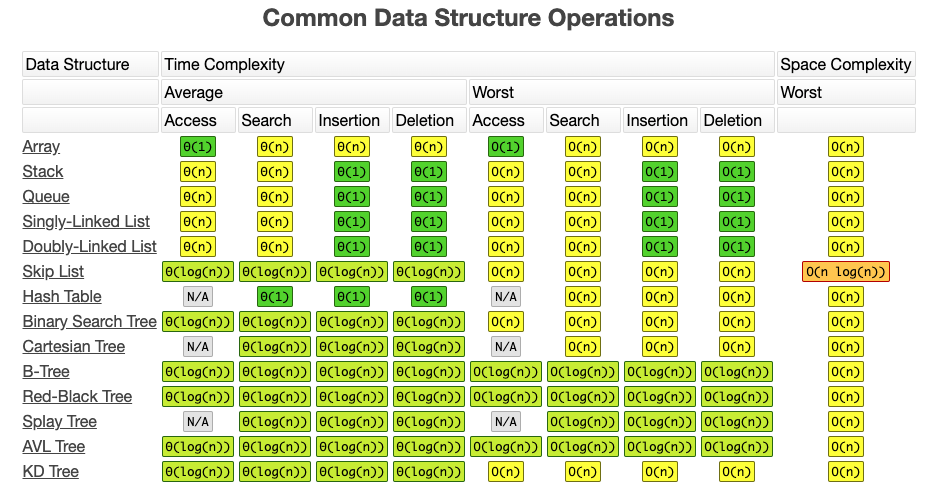 Common Data Structure Operations
Data Structure Time Complexity Space Complexity
Average Worst Worst
Access Search Insertion Deletion Access Search Insertion Deletion
Array Θ(1) Θ(n) Θ(n) Θ(n) O(1) O(n) O(n) O(n) O(n)
Stack Θ(n) Θ(n) Θ(1) Θ(1) O(n) O(n) O(1) O(1) O(n)
Queue Θ(n) Θ(n) Θ(1) Θ(1) O(n) O(n) O(1) O(1) O(n)
Singly-Linked List Θ(n) Θ(n) Θ(1) Θ(1) O(n) O(n) O(1) O(1) O(n)
Doubly-Linked List Θ(n) Θ(n) Θ(1) Θ(1) O(n) O(n) O(1) O(1) O(n)
Skip List Θ(log(n)) Θ(log(n)) Θ(log(n)) Θ(log(n)) O(n) O(n) O(n) O(n) O(n log(n))
Hash Table N/A Θ(1) Θ(1) Θ(1) N/A O(n) O(n) O(n) O(n)
Binary Search Tree Θ(log(n)) Θ(log(n)) Θ(log(n)) Θ(log(n)) O(n) O(n) O(n) O(n) O(n)
Cartesian Tree N/A Θ(log(n)) Θ(log(n)) Θ(log(n)) N/A O(n) O(n) O(n) O(n)
B-Tree Θ(log(n)) Θ(log(n)) Θ(log(n)) Θ(log(n)) O(log(n)) O(log(n)) O(log(n)) O(log(n)) O(n)
Red-Black Tree Θ(log(n)) Θ(log(n)) Θ(log(n)) Θ(log(n)) O(log(n)) O(log(n)) O(log(n)) O(log(n)) O(n)
Splay Tree N/A Θ(log(n)) Θ(log(n)) Θ(log(n)) N/A O(log(n)) O(log(n)) O(log(n)) O(n)
AVL Tree Θ(log(n)) Θ(log(n)) Θ(log(n)) Θ(log(n)) O(log(n)) O(log(n)) O(log(n)) O(log(n)) O(n)
KD Tree Θ(log(n)) Θ(log(n)) Θ(log(n)) Θ(log(n)) O(n) O(n) O(n) O(n) O(n)